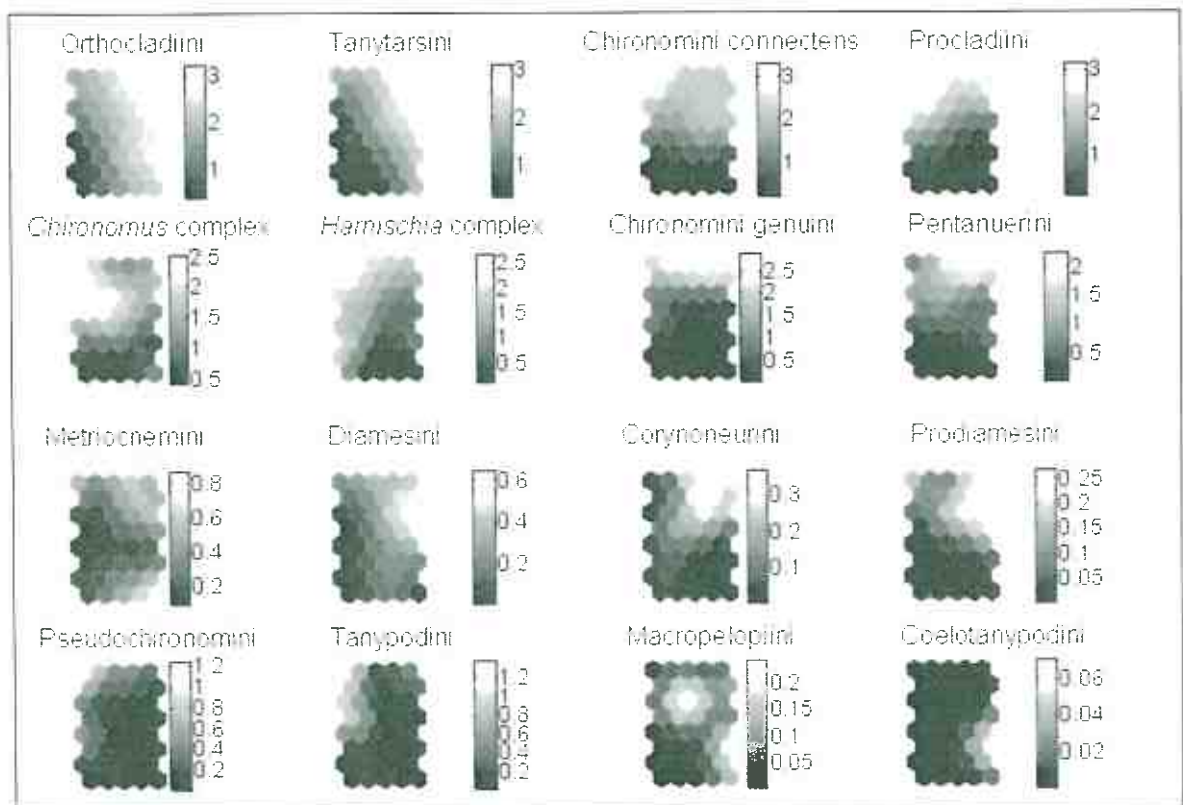 Orthocladiini Tanytarsini Chironomini connectens Procladiini
3 3 3 3
2 2 2 2
1 1 1 1
Chironomus complex Harnischia complex Chironomini genuini Pentanuerini
2.5 2.5 2.5 2
2 2 2 1.5
1.5 1.5 1.5
1 1 1
0.5 0.5 0.5 0.5
Metriocnemini Diamesini Corynoneurini Prodiamesini
0.8 0.6 0.3 0.25
0.6 0.4 0.2 0.2
0.4 0.2 0.1 0.15
0.2 0.1
0.05
Pseudochironomini Tanypodini Macropelopiini Coelotanypodini
1.2 1.2 0.2 0.06
1 1 0.15 0.04
0.8 0.8 0.1 0.02
0.6 0.6 0.05
0.4 0.4
0.2 0.2